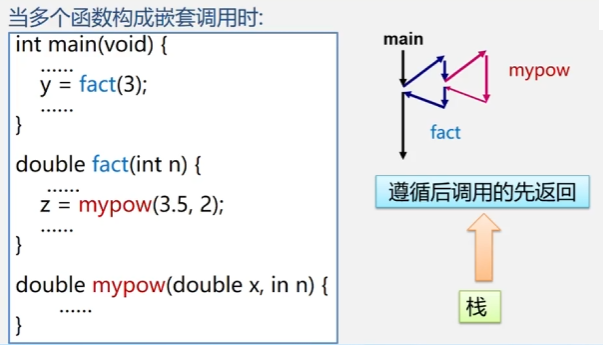 当多个函数构成嵌套调用时:
int main(void) {
......
y = fact(3);
......
}
double fact(int n) {
......
z = mypow(3.5, 2);
......
}
double mypow(double x, in n) {
......
}
main
mypow
fact
遵循后调用的先返回
栈